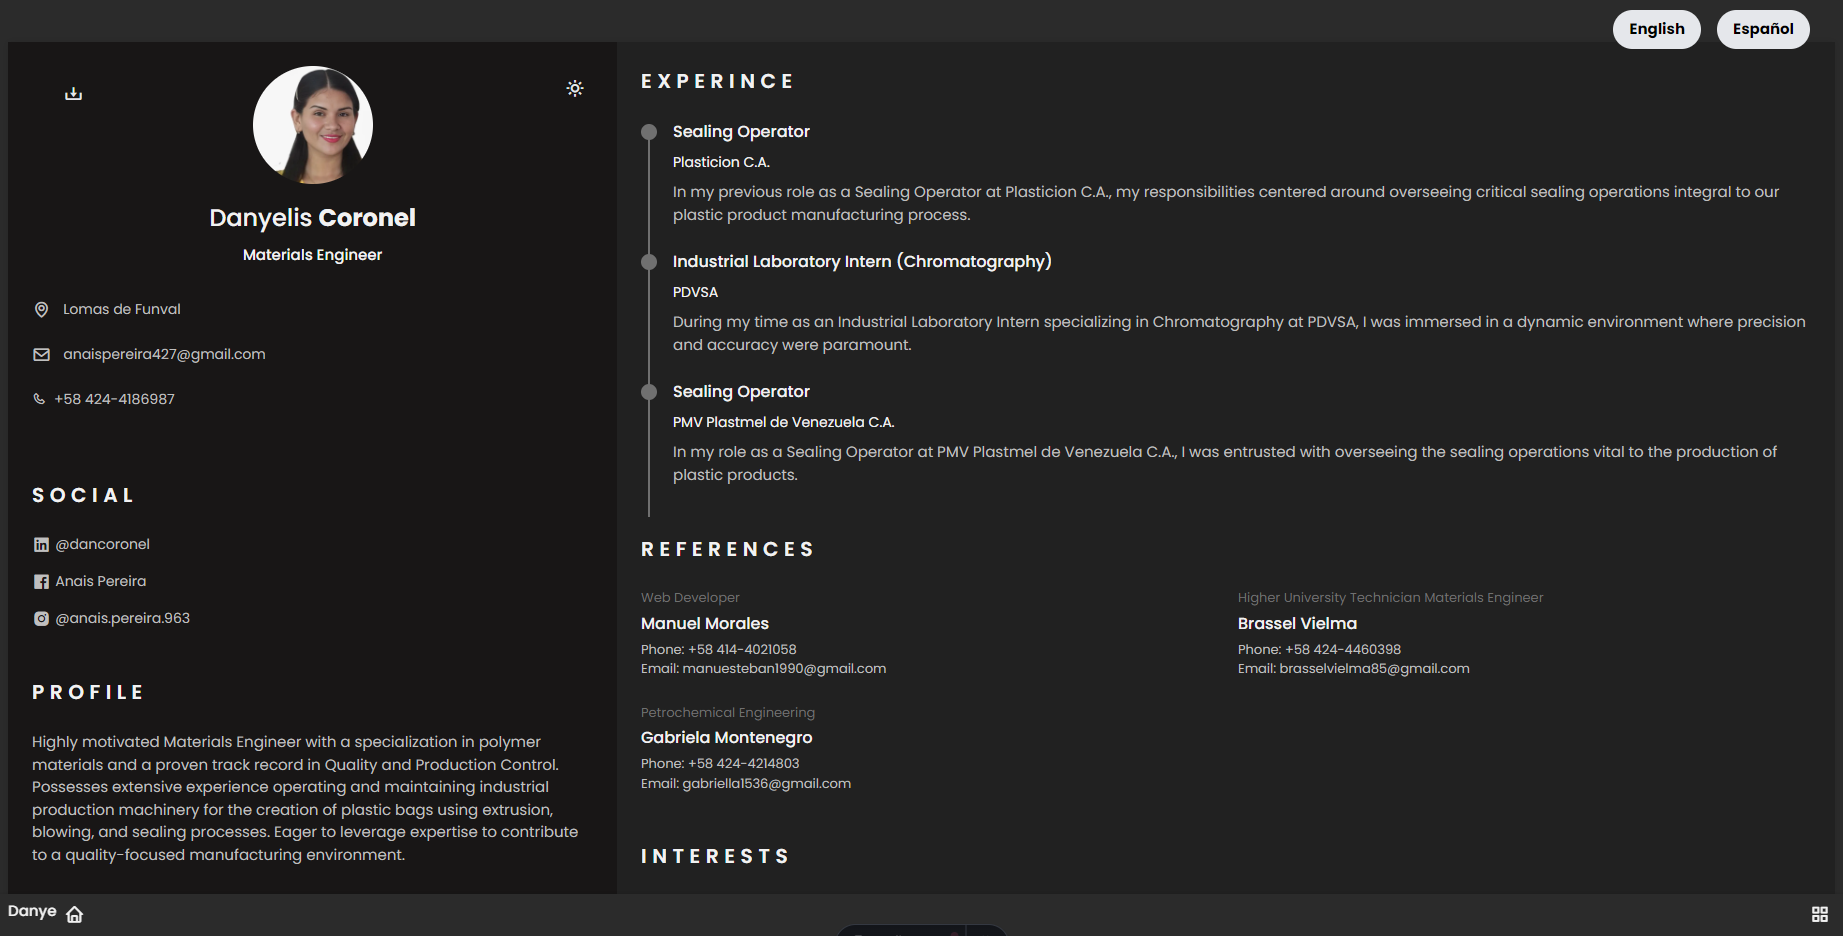 English
Español
Danyelis Coronel
Materials Engineer
Lomas de Funval
anaispereira427@gmail.com
+58 424-4186987
SOCIAL
@dancoronel
Anais Pereira
@anais.pereira.963
PROFILE
Highly motivated Materials Engineer with a specialization in polymer
materials and a proven track record in Quality and Production Control.
Possesses extensive experience operating and maintaining industrial
production machinery for the creation of plastic bags using extrusion,
blowing, and sealing processes. Eager to leverage expertise to contribute
to a quality-focused manufacturing environment.
EXPERINCE
Sealing Operator
Plasticion C.A.
In my previous role as a Sealing Operator at Plasticion C.A., my responsibilities centered around overseeing critical sealing operations integral to our
plastic product manufacturing process.
Industrial Laboratory Intern (Chromatography)
PDVSA
During my time as an Industrial Laboratory Intern specializing in Chromatography at PDVSA, I was immersed in a dynamic environment where precision
and accuracy were paramount.
Sealing Operator
PMV Plastmel de Venezuela C.A.
In my role as a Sealing Operator at PMV Plastmel de Venezuela C.A., I was entrusted with overseeing the sealing operations vital to the production of
plastic products.
REFERENCES
Web Developer
Manuel Morales
Phone: +58 414-4021058
Email: manuesteban1990@gmail.com
Higher University Technician Materials Engineer
Brassel Vielma
Phone: +58 424-4460398
Email: brasselvielma85@gmail.com
Petrochemical Engineering
Gabriela Montenegro
Phone: +58 424-4214803
Email: gabriella1536@gmail.com
INTERESTS
Danye